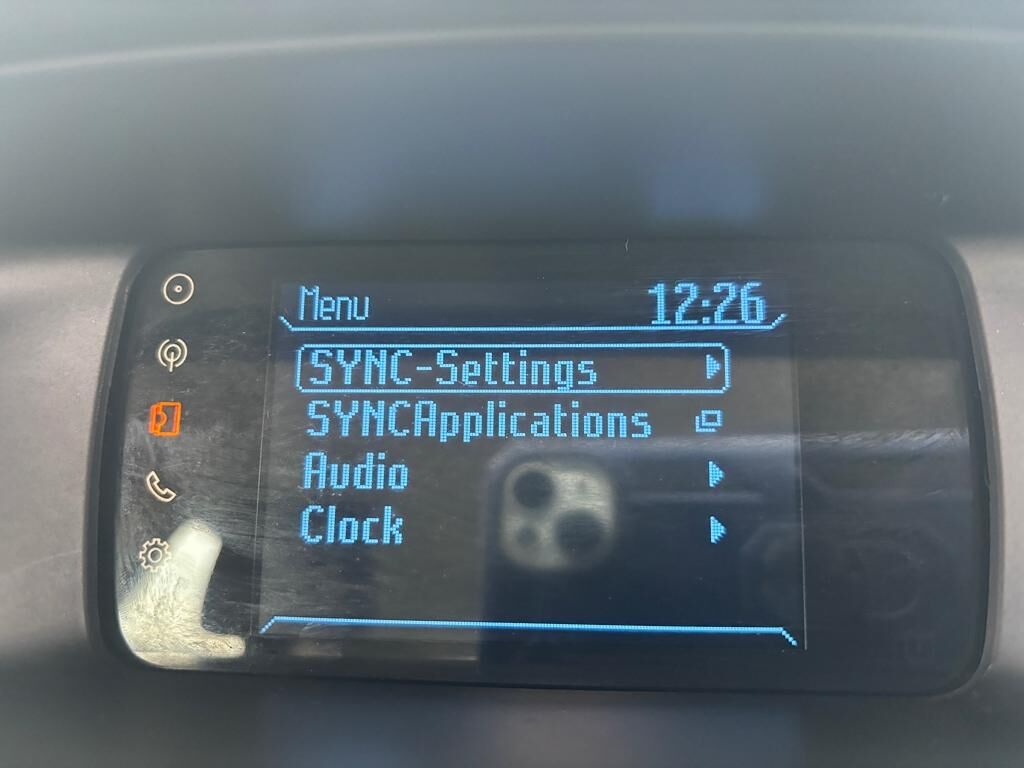 Menu 12:26
SYNC-Settings
SYNCApplications
Audio
Clock